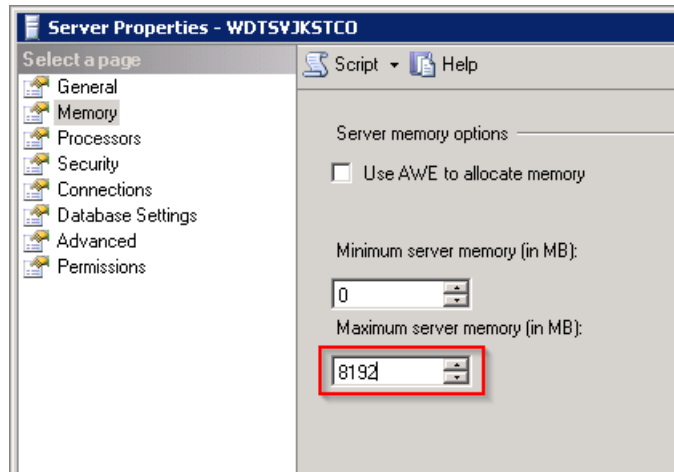 Server Properties - WDTSVJKSTCO
Select a page
General
Memory
Processors
Security
Connections
Database Settings
Advanced
Permissions
Script Help
Server memory options
Use AWE to allocate memory
Minimum server memory (in MB):
0
Maximum server memory (in MB):
8192